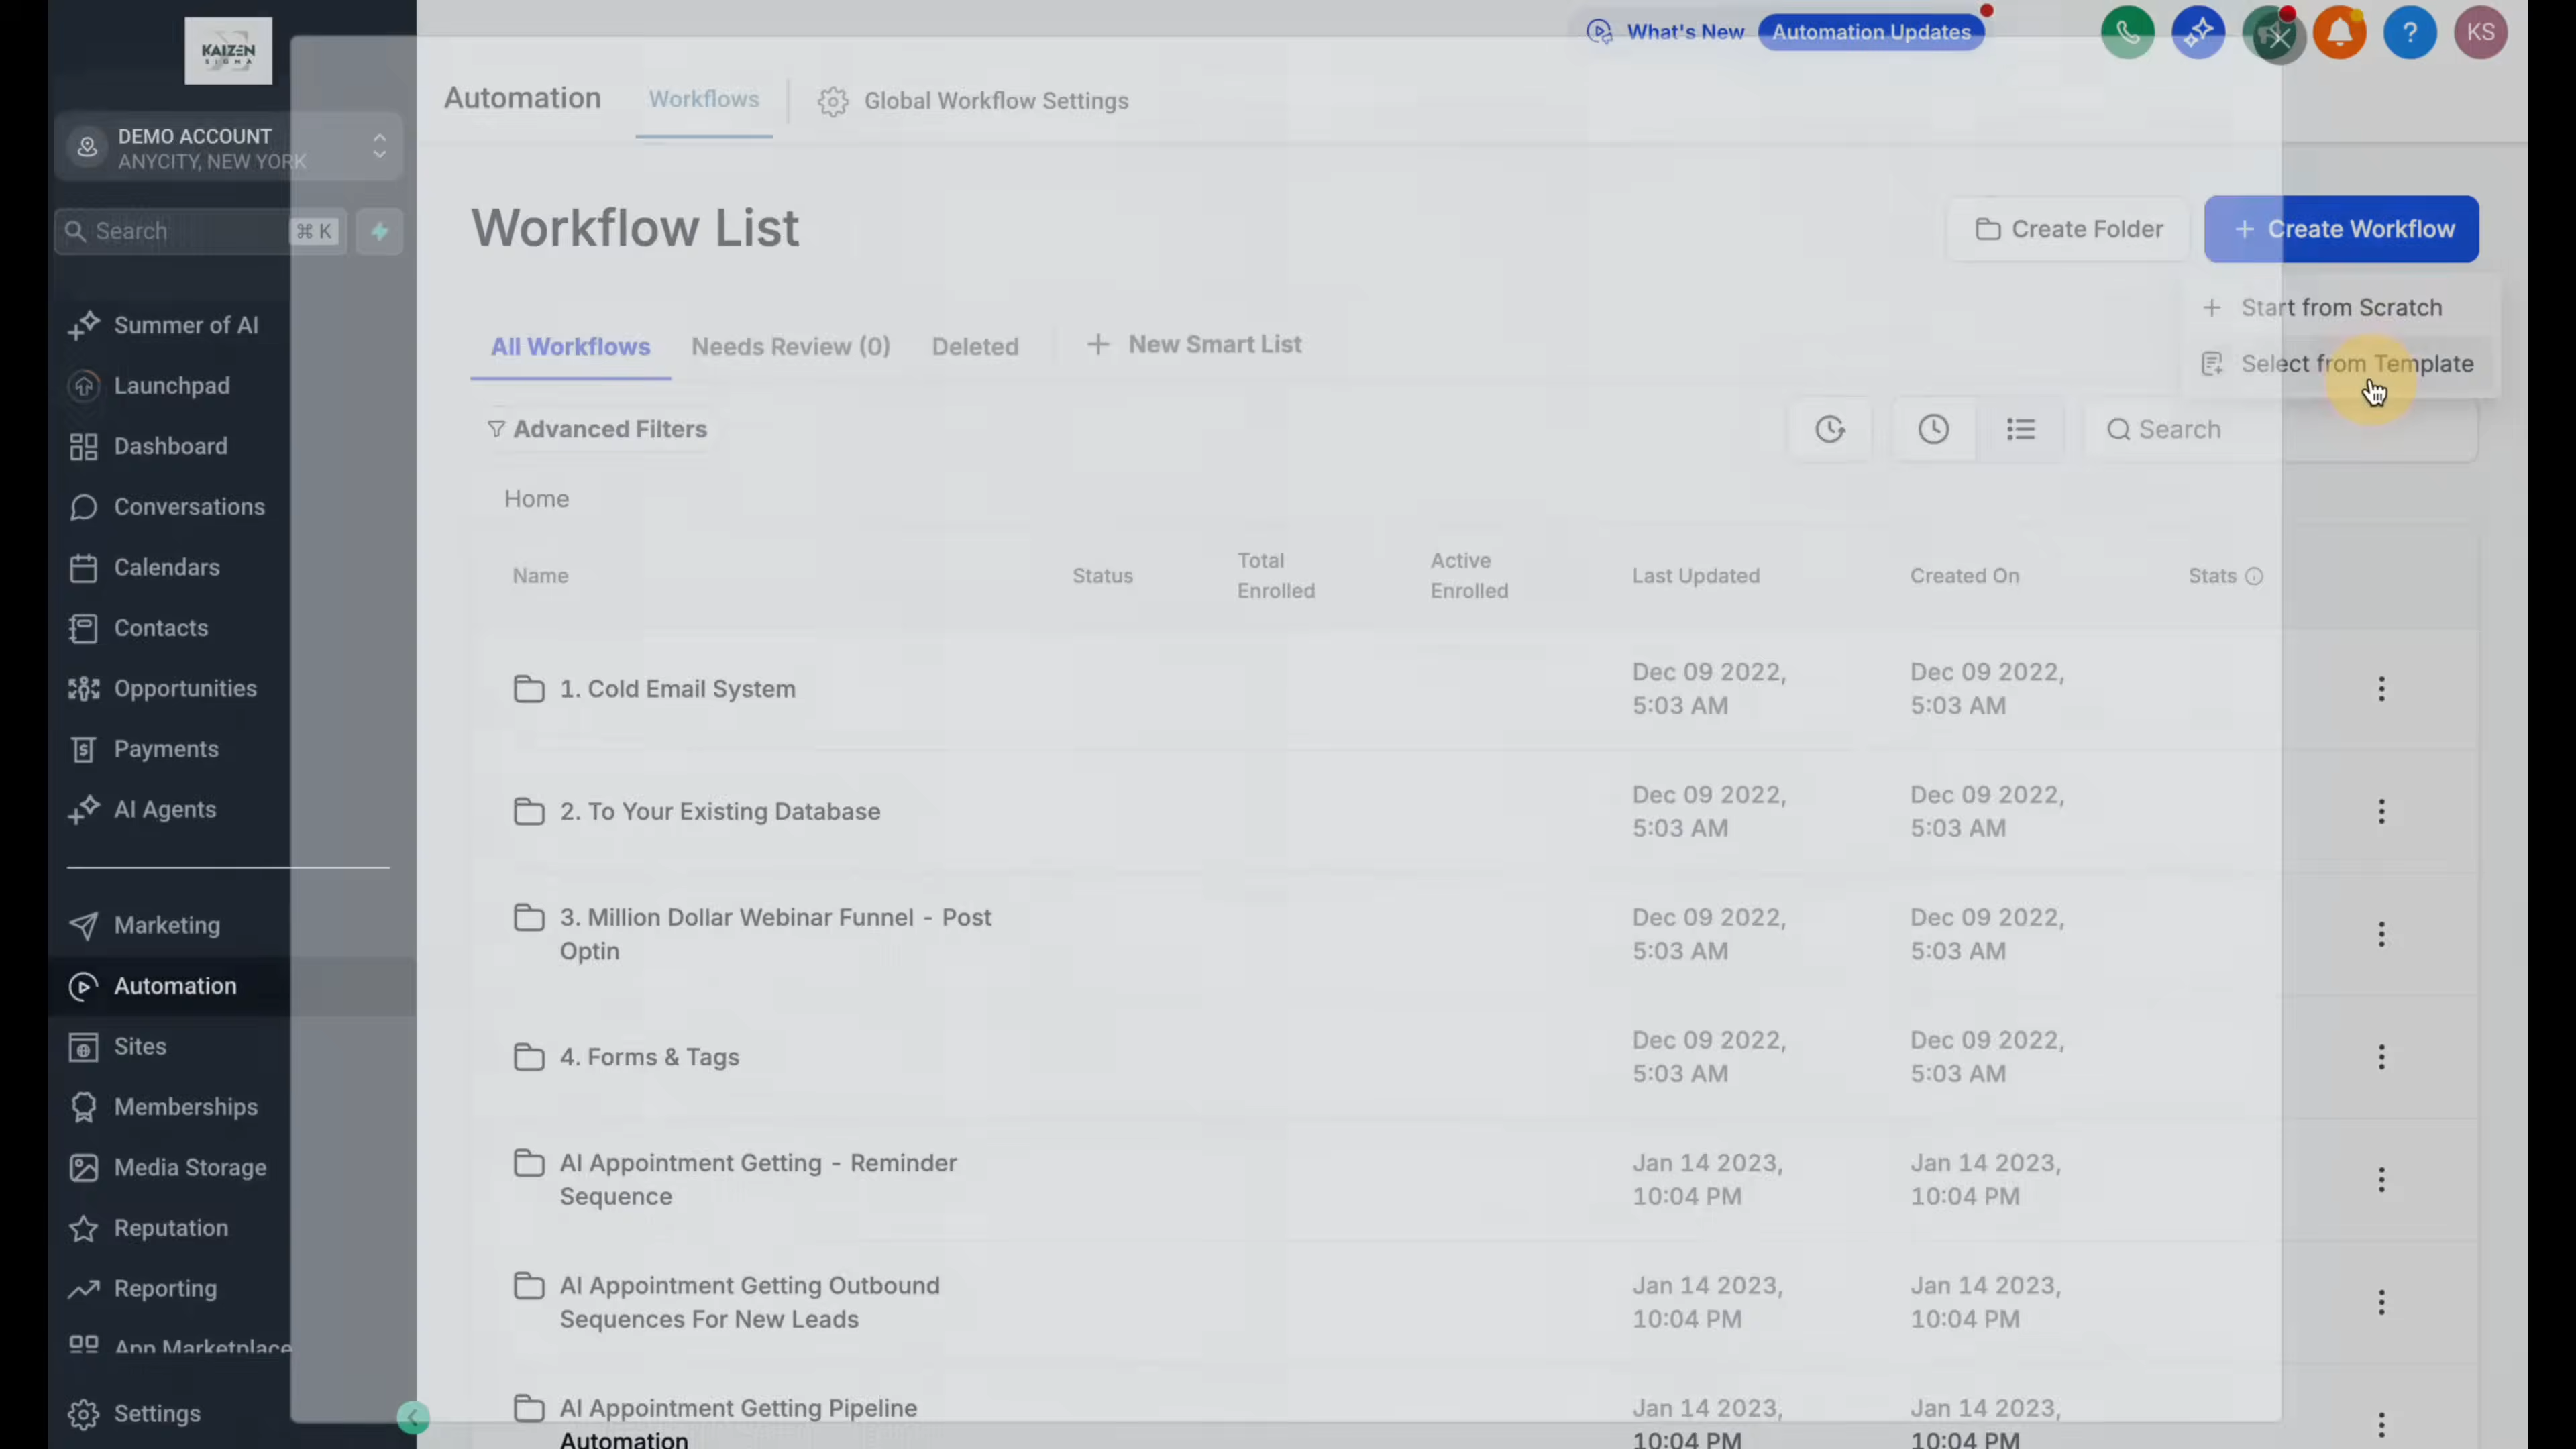 KAIZEN
SIGMA
DEMO ACCOUNT
ANYCITY, NEW YORK
Search
⌘ K
Summer of AI
Launchpad
Dashboard
Conversations
Calendars
Contacts
Opportunities
Payments
AI Agents
Marketing
Automation
Sites
Memberships
Media Storage
Reputation
Reporting
App Marketplace
Settings
What's New
Automation Updates
?
KS
Automation
Workflows
Global Workflow Settings
Workflow List
Create Folder
+ Create Workflow
+ Start from Scratch
Select from Template
All Workflows
Needs Review (0)
Deleted
+ New Smart List
Advanced Filters
Search
Home
Name
Status
Total
Enrolled
Active
Enrolled
Last Updated
Created On
Stats
1. Cold Email System
Dec 09 2022,
5:03 AM
Dec 09 2022,
5:03 AM
2. To Your Existing Database
Dec 09 2022,
5:03 AM
Dec 09 2022,
5:03 AM
3. Million Dollar Webinar Funnel - Post
Optin
Dec 09 2022,
5:03 AM
Dec 09 2022,
5:03 AM
4. Forms & Tags
Dec 09 2022,
5:03 AM
Dec 09 2022,
5:03 AM
AI Appointment Getting - Reminder
Sequence
Jan 14 2023,
10:04 PM
Jan 14 2023,
10:04 PM
AI Appointment Getting Outbound
Sequences For New Leads
Jan 14 2023,
10:04 PM
Jan 14 2023,
10:04 PM
AI Appointment Getting Pipeline
Automation
Jan 14 2023,
10:04 PM
Jan 14 2023,
10:04 PM